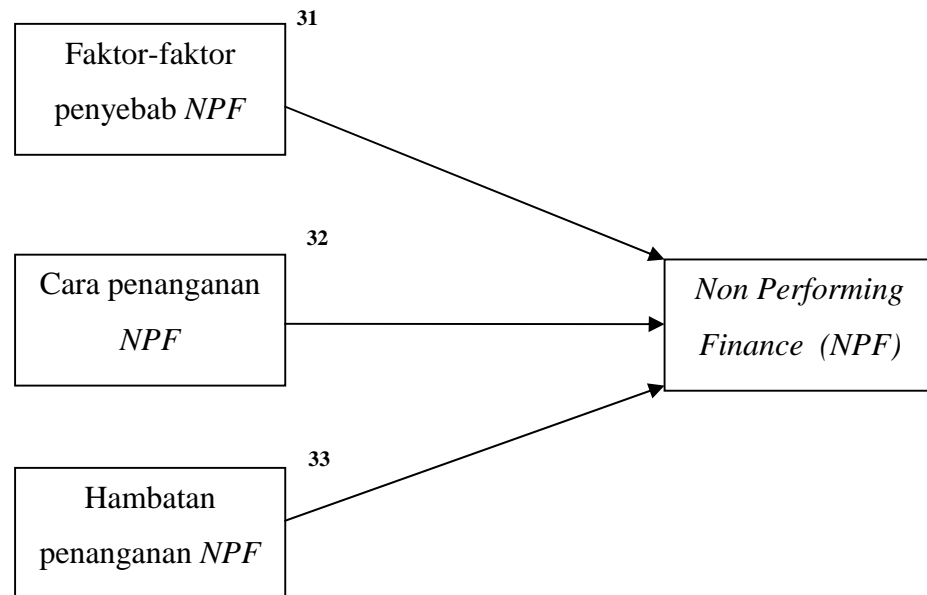 31
Faktor-faktor
penyebab NPF
32
Cara penanganan
NPF
Non Performing
Finance (NPF)
33
Hambatan
penanganan NPF